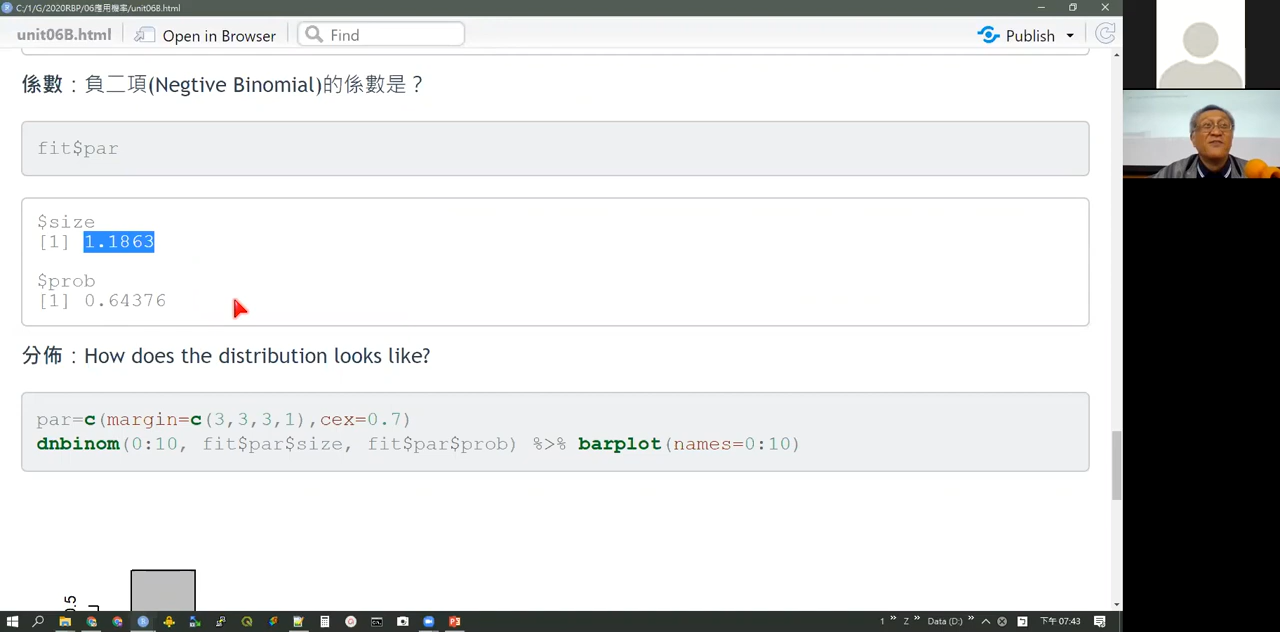 C:/1/G/2020RBP/06應用機率/unit06B.html
unit06B.html
Open in Browser
Find
Publish
係數：負二項(Negtive Binomial)的係數是？
fit$par
$size
[1] 1.1863
$prob
[1] 0.64376
分佈：How does the distribution looks like?
par=c(margin=c(3,3,3,1),cex=0.7)
dnbinom(0:10, fit$par$size, fit$par$prob) %>% barplot(names=0:10)
0.5
1 » Z » Data (D:) » 下午 07:43